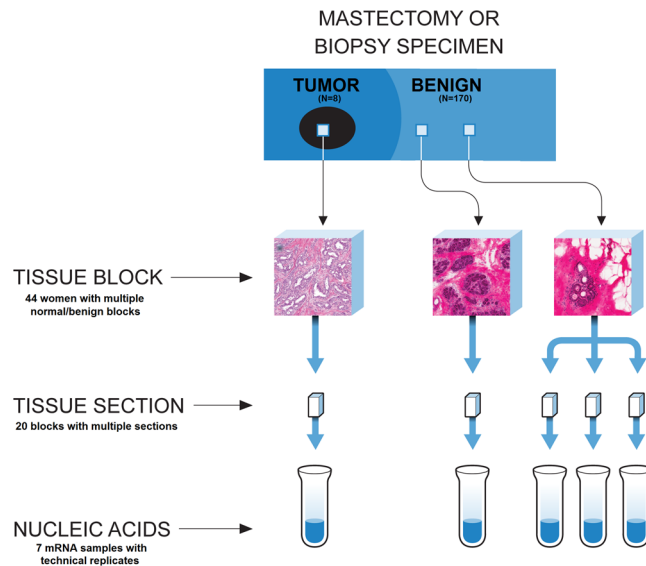 MASTECTOMY OR
BIOPSY SPECIMEN
TUMOR
(N=8)
BENIGN
(N=170)
TISSUE BLOCK
44 women with multiple
normal/benign blocks
TISSUE SECTION
20 blocks with multiple sections
NUCLEIC ACIDS
7 mRNA samples with
technical replicates